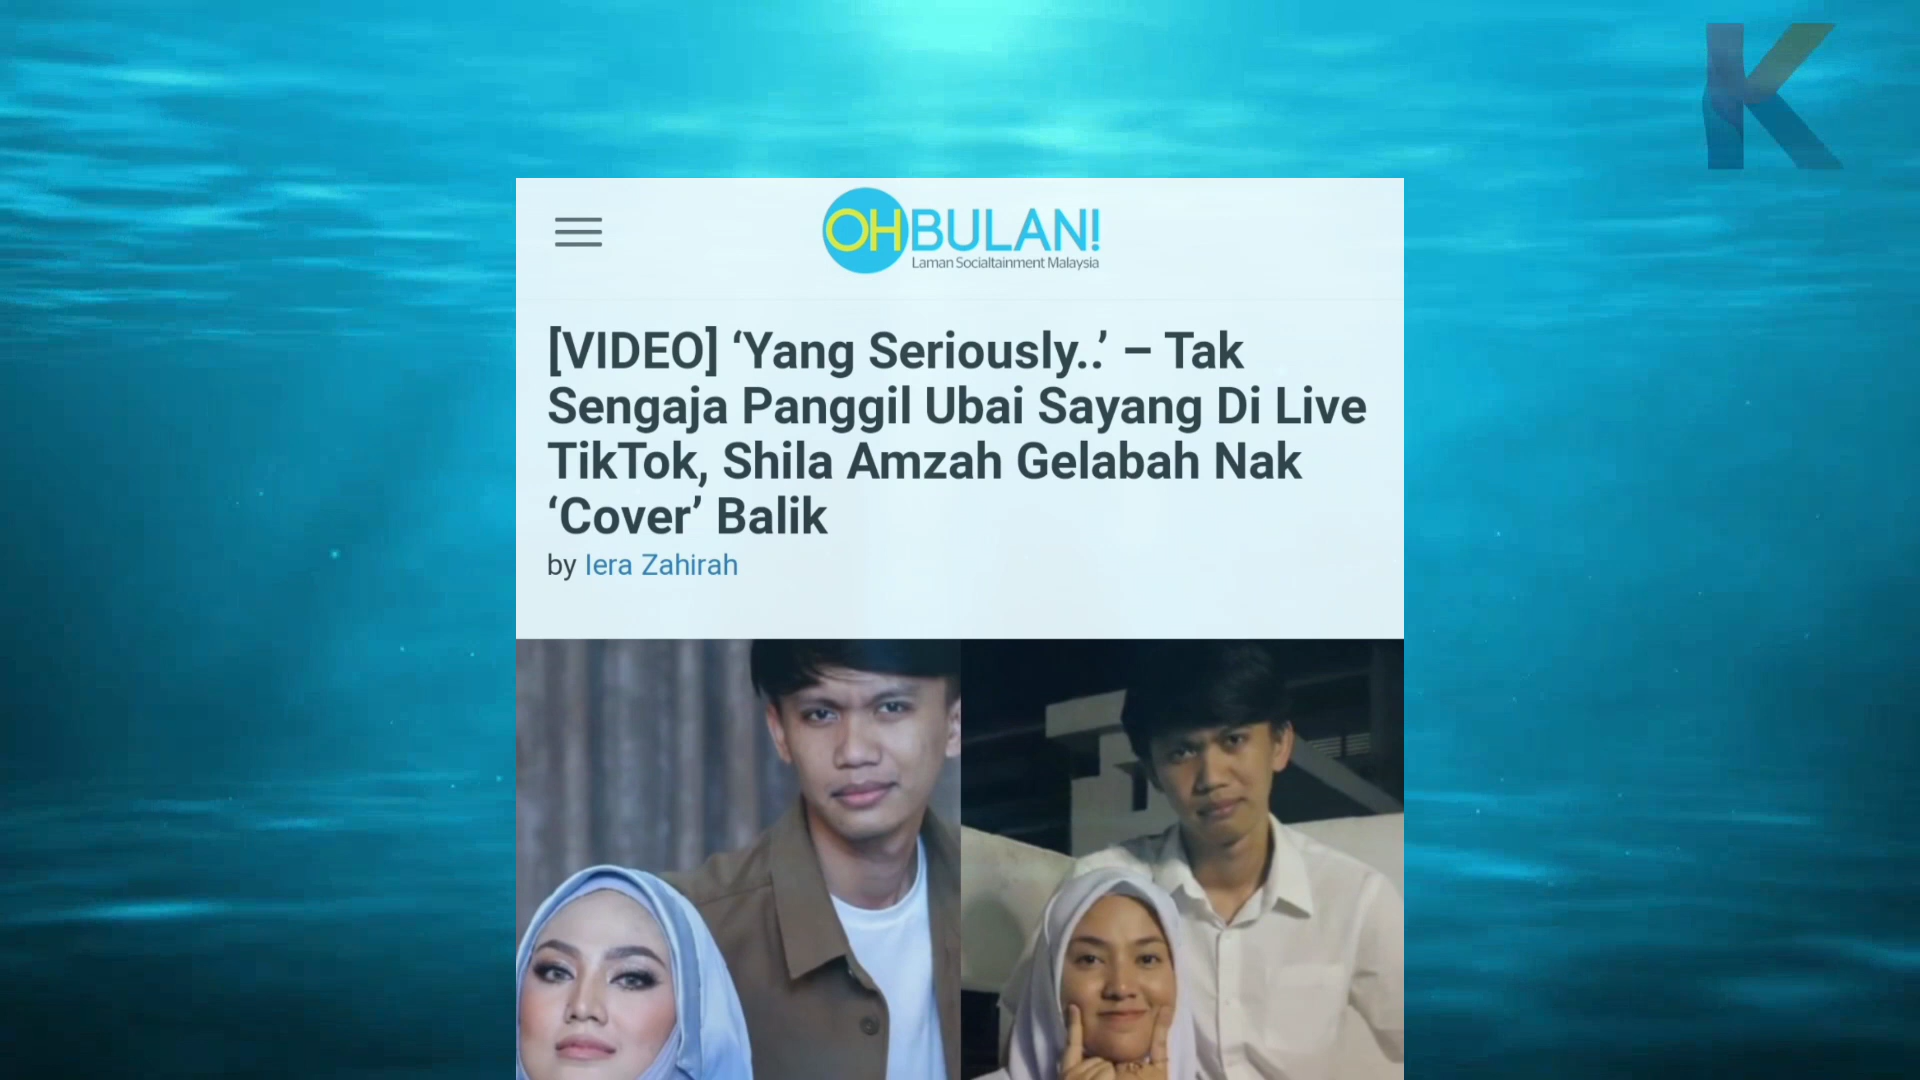 K
OHBULAN!
Laman Socialtainment Malaysia
[VIDEO] ‘Yang Seriously..’ – Tak
Sengaja Panggil Ubai Sayang Di Live
TikTok, Shila Amzah Gelabah Nak
‘Cover’ Balik
by Iera Zahirah